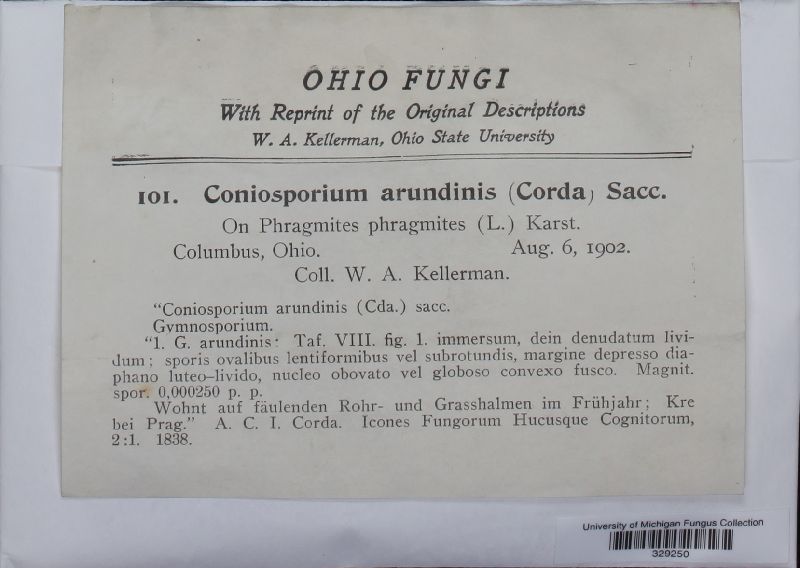 OHIO FUNGI
With Reprint of the Original Descriptions
W. A. Kellerman, Ohio State University
101. Coniosporium arundinis (Corda) Sacc.
On Phragmites phragmites (L.) Karst.
Columbus, Ohio. Aug. 6, 1902.
Coll. W. A. Kellerman.
"Coniosporium arundinis (Cda.) sacc.
Gymnosporium.
"1. G. arundinis: Taf. VIII. fig. 1. immersum, dein denudatum livi-
dum; sporis ovalibus lentiformibus vel subrotundis, margine depresso dia-
phano luteo-livido, nucleo obovato vel globoso convexo fusco. Magnit.
spor. 0,000250 p. p.
Wohnt auf fäulenden Rohr- und Grasshalmen im Frühjahr; Kre
bei Prag." A. C. I. Corda. Icones Fungorum Hucusque Cognitorum,
2:1. 1838.
University of Michigan Fungus Collection
329250